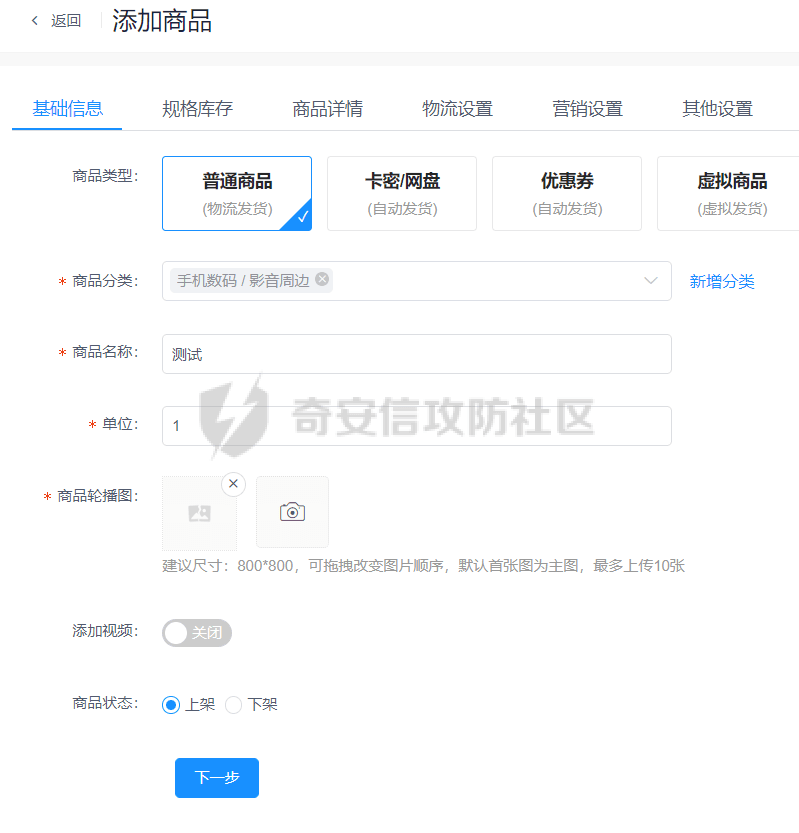 返回 添加商品
基础信息 规格库存 商品详情 物流设置 营销设置 其他设置
商品类型： 普通商品 卡密/网盘 优惠券 虚拟商品
(物流发货) (自动发货) (自动发货) (虚拟发货)
* 商品分类： 手机数码 / 影音周边 新增分类
* 商品名称： 测试
奇安信攻防社区
* 单位： 1
* 商品轮播图：
建议尺寸：800*800，可拖拽改变图片顺序，默认首张图为主图，最多上传10张
添加视频： 关闭
商品状态： 上架 下架
下一步